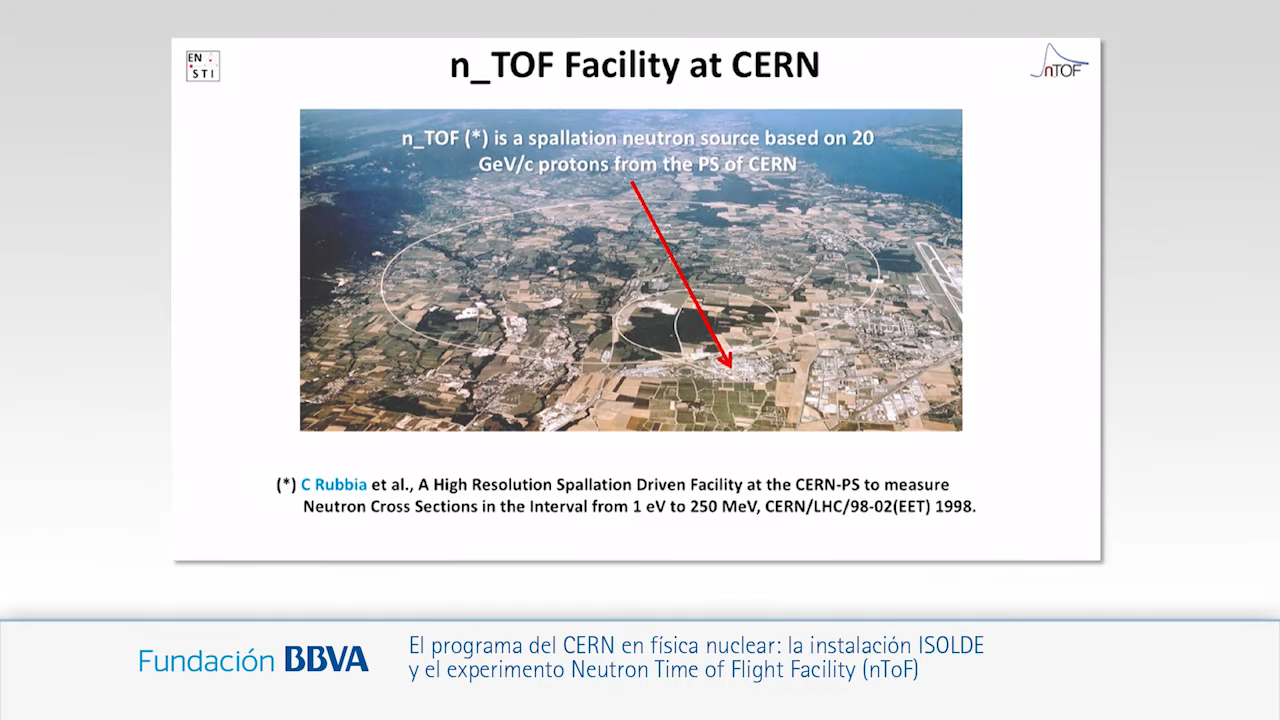 EN
STI
n_TOF Facility at CERN
nTOF
n_TOF (*) is a spallation neutron source based on 20
GeV/c protons from the PS of CERN
(*) C Rubbia et al., A High Resolution Spallation Driven Facility at the CERN-PS to measure
Neutron Cross Sections in the Interval from 1 eV to 250 MeV, CERN/LHC/98-02(EET) 1998.
Fundación BBVA
El programa del CERN en física nuclear: la instalación ISOLDE
y el experimento Neutron Time of Flight Facility (nToF)